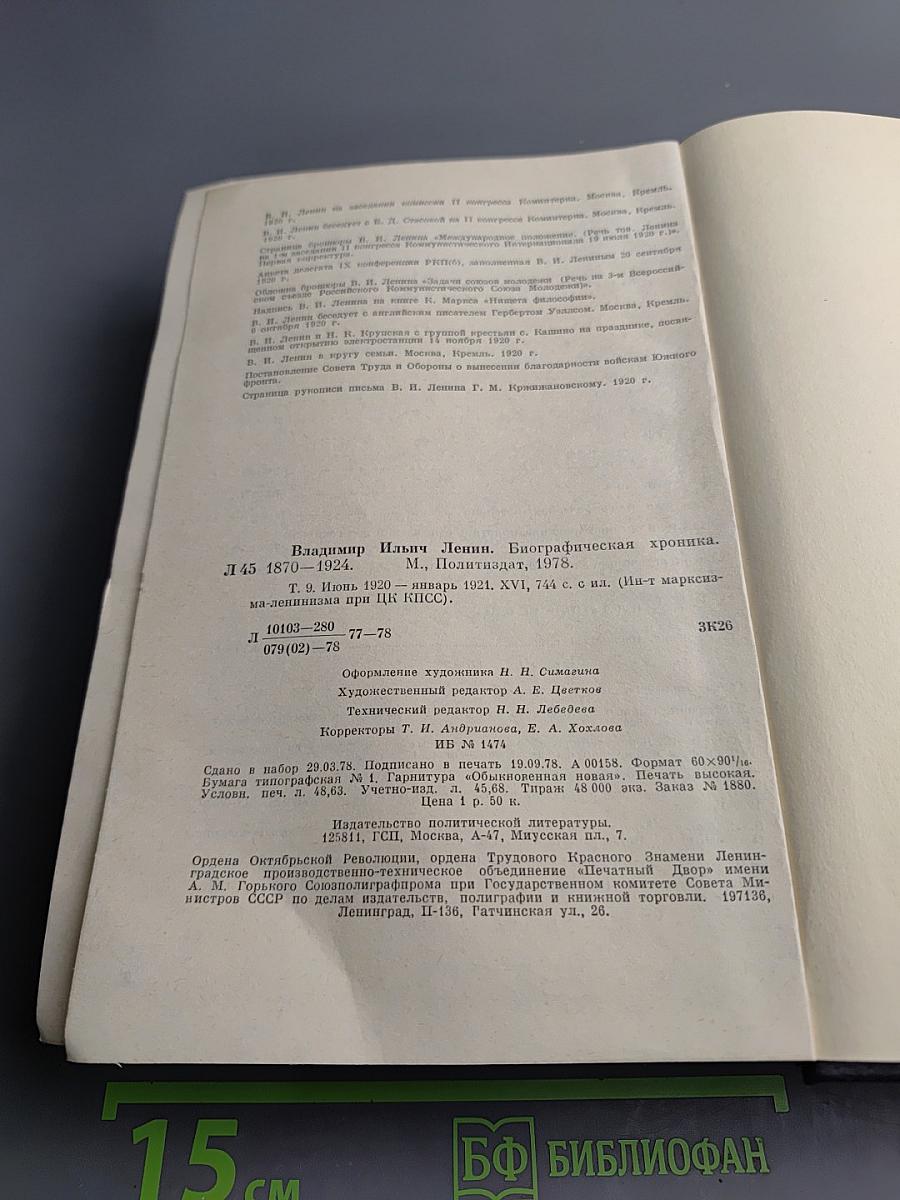 В. И. Ленин на заседании комиссии II конгресса Коминтерна. Москва, Кремль.
1920 г.
В. И. Ленин беседует с Е. Д. Стасовой на II конгрессе Коминтерна. Москва, Кремль.
1920 г.
Страница брошюры В. И. Ленина «Международное положение. (Речь тов. Ленина
на 1-м заседании II конгресса Коммунистического Интернационала 19 июля 1920 г.)».
Первая корректура.
Анкета делегата IX конференции РКП(б), заполненная В. И. Лениным 20 сентября
1920 г.
Обложка брошюры В. И. Ленина «Задачи союзов молодежи (Речь на 3-м Всероссий-
ском съезде Российского Коммунистического Союза Молодежи)».
Надпись В. И. Ленина на книге К. Маркса «Нищета философии».
В. И. Ленин беседует с английским писателем Гербертом Уэллсом. Москва, Кремль.
6 октября 1920 г.
В. И. Ленин и Н. К. Крупская с группой крестьян с. Кашино на празднике, посвя-
щенном открытию электростанции 14 ноября 1920 г.
В. И. Ленин в кругу семьи. Москва, Кремль. 1920 г.
Постановление Совета Труда и Обороны о вынесении благодарности войскам Южного
фронта.
Страница рукописи письма В. И. Ленина Г. М. Кржижановскому. 1920 г.
Владимир Ильич Ленин. Биографическая хроника.
Л 45 1870—1924. М., Политиздат, 1978.
Т. 9. Июнь 1920 — январь 1921. XVI, 744 с. с ил. (Ин-т марксиз-
ма-ленинизма при ЦК КПСС).
Л 10103—280 / 079(02)—78 77—78 3К26
Оформление художника Н. Н. Симагина
Художественный редактор А. Е. Цветков
Технический редактор Н. Н. Лебедева
Корректоры Т. И. Андрианова, Е. А. Хохлова
ИБ № 1474
Сдано в набор 29.03.78. Подписано в печать 19.09.78. А 00158. Формат 60×90¹/₁₆.
Бумага типографская № 1. Гарнитура «Обыкновенная новая». Печать высокая.
Условн. печ. л. 48,63. Учетно-изд. л. 45,68. Тираж 48 000 экз. Заказ № 1880.
Цена 1 р. 50 к.
Издательство политической литературы.
125811, ГСП, Москва, А-47, Миусская пл., 7.
Ордена Октябрьской Революции, ордена Трудового Красного Знамени Ленин-
градское производственно-техническое объединение «Печатный Двор» имени
А. М. Горького Союзполиграфпрома при Государственном комитете Совета Ми-
нистров СССР по делам издательств, полиграфии и книжной торговли. 197136,
Ленинград, П-136, Гатчинская ул., 26.
15 см БФ БИБЛИОФАН